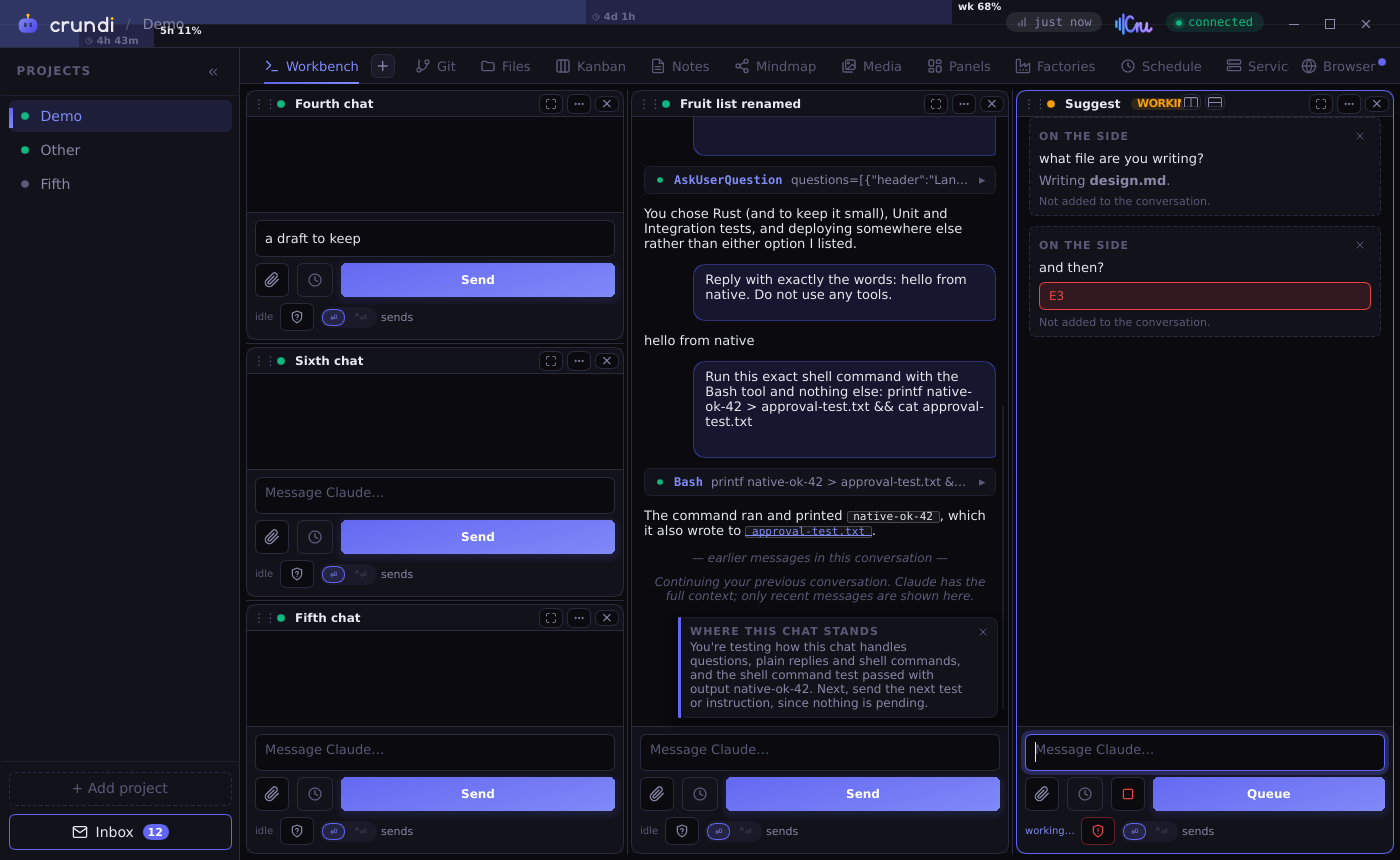 crundi / Demo
4d 1h
wk 68%
4h 43m
5h 11%
just now
Cru
connected
PROJECTS
«
Demo
Other
Fifth
+ Add project
Inbox 12
Workbench
+
Git
Files
Kanban
Notes
Mindmap
Media
Panels
Factories
Schedule
Servic
Browser
Fourth chat
a draft to keep
Send
idle
sends
Sixth chat
Message Claude...
Send
idle
sends
Fifth chat
Message Claude...
Send
idle
sends
Fruit list renamed
AskUserQuestion questions=[{"header":"Lan...
You chose Rust (and to keep it small), Unit and
Integration tests, and deploying somewhere else
rather than either option I listed.
Reply with exactly the words: hello from
native. Do not use any tools.
hello from native
Run this exact shell command with the
Bash tool and nothing else: printf native-
ok-42 > approval-test.txt && cat approval-
test.txt
Bash printf native-ok-42 > approval-test.txt &...
The command ran and printed native-ok-42, which
it also wrote to approval-test.txt.
— earlier messages in this conversation —
Continuing your previous conversation. Claude has the
full context; only recent messages are shown here.
WHERE THIS CHAT STANDS
You're testing how this chat handles
questions, plain replies and shell commands,
and the shell command test passed with
output native-ok-42. Next, send the next test
or instruction, since nothing is pending.
Message Claude...
Send
idle
sends
Suggest WORKIN
ON THE SIDE
what file are you writing?
Writing design.md.
Not added to the conversation.
ON THE SIDE
and then?
E3
Not added to the conversation.
Message Claude...
Queue
working...
sends